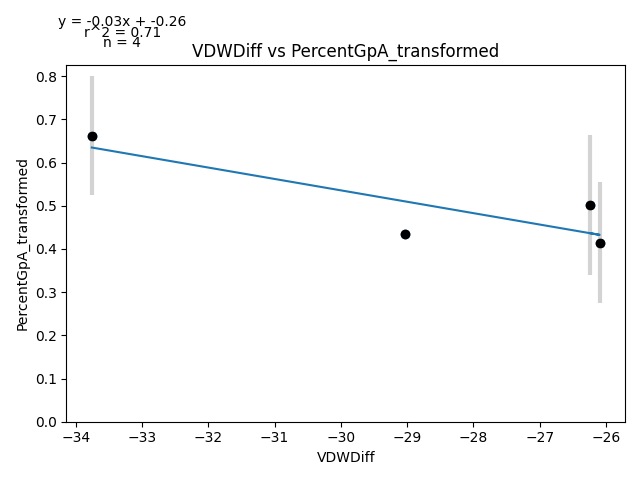 y = -0.03x + -0.26
r^2 = 0.71
n = 4
VDWDiff vs PercentGpA_transformed
PercentGpA_transformed
0.8
0.7
0.6
0.5
0.4
0.3
0.2
0.1
0.0
−34 −33 −32 −31 −30 −29 −28 −27 −26
VDWDiff